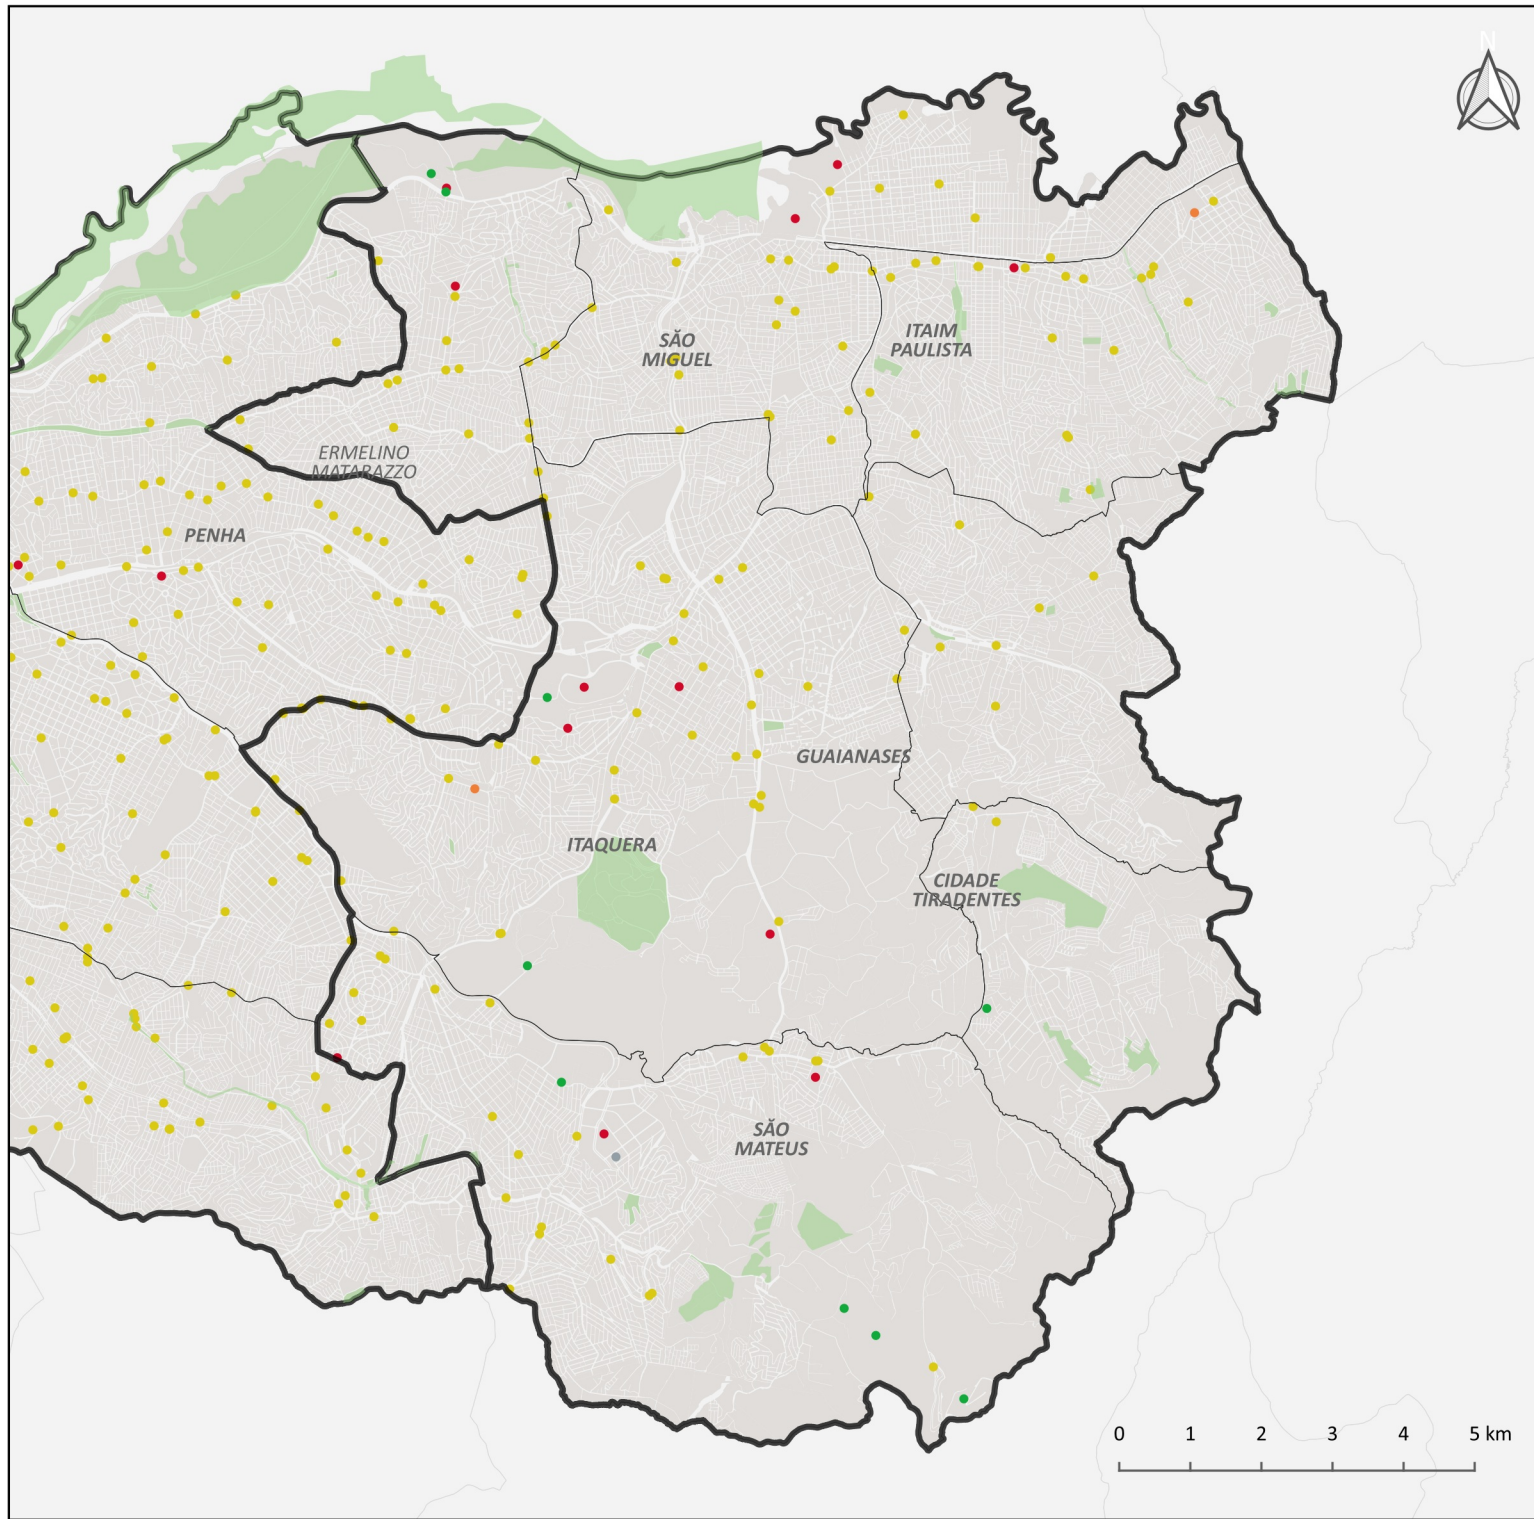 N
ITAIM
PAULISTA
SÃO
MIGUEL
ERMELINO
MATARAZZO
PENHA
GUAIANASES
ITAQUERA
CIDADE
TIRADENTES
SÃO
MATEUS
0 1 2 3 4 5 km